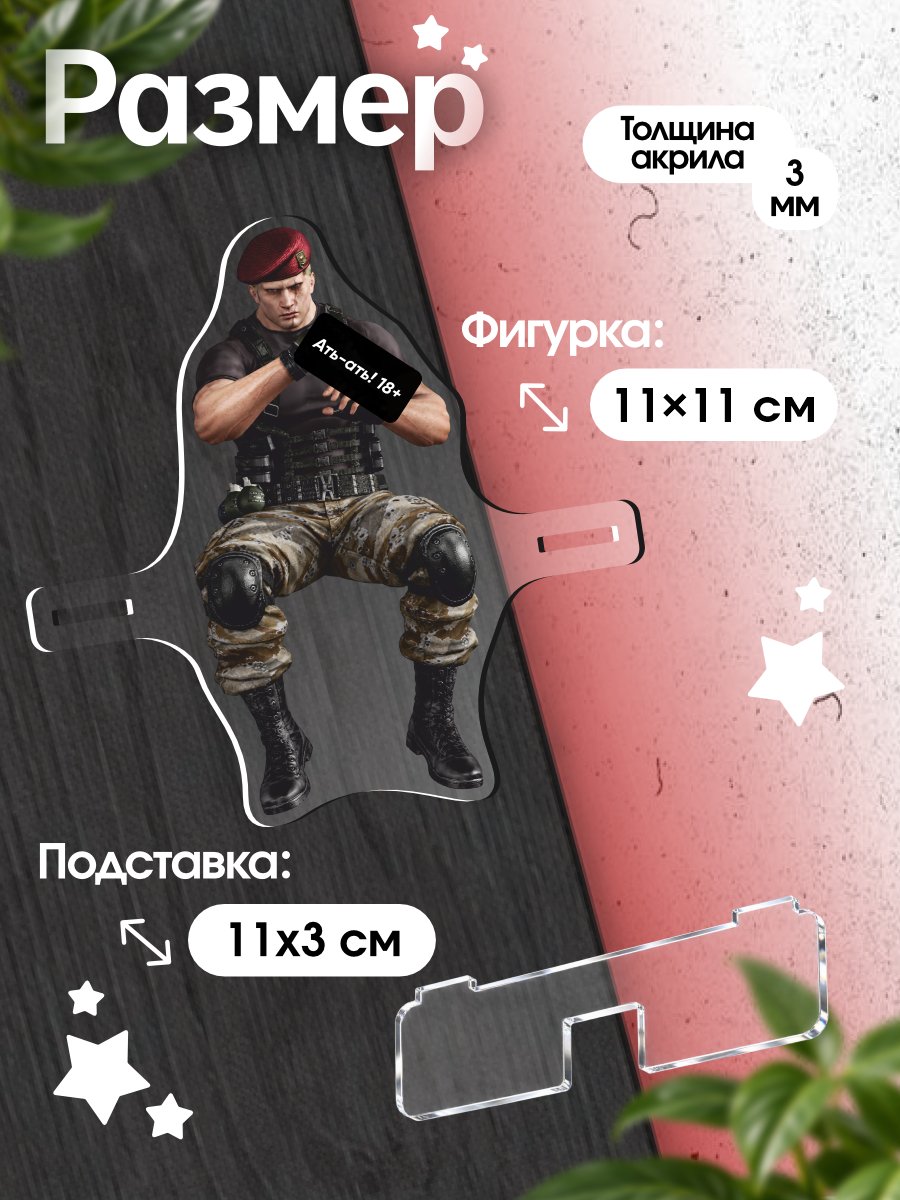 Размер
Толщина
акрила
3
мм
Фигурка:
11×11 см
Ать-ать! 18+
Подставка:
11х3 см